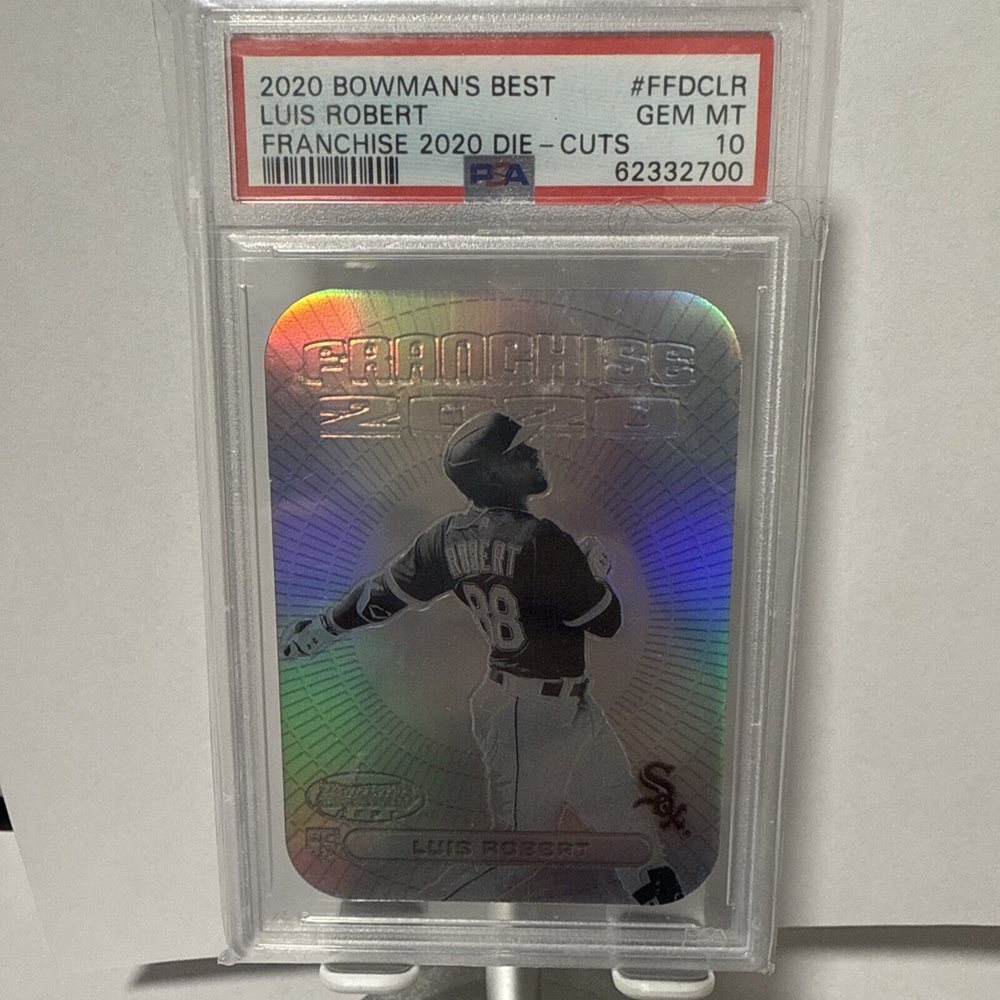 2020 BOWMAN'S BEST #FFDCLR
LUIS ROBERT GEM MT
FRANCHISE 2020 DIE-CUTS 10
PSA 62332700
FRANCHISE
2020
ROBERT
88
Sox
LUIS ROBERT